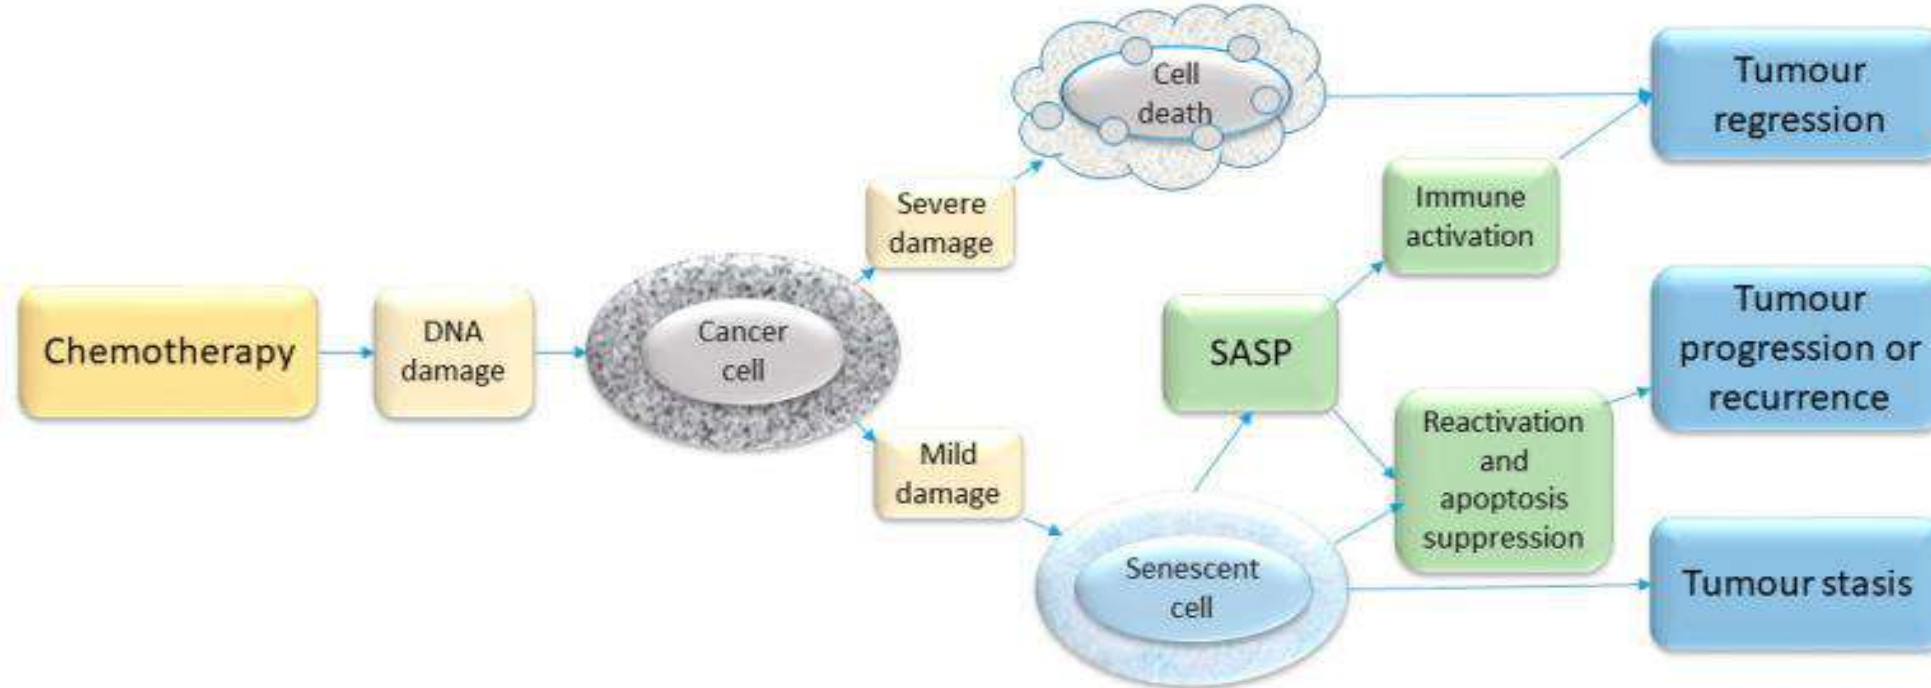 Chemotherapy
DNA
damage
Cancer
cell
Severe
damage
Cell
death
Mild
damage
Senescent
cell
SASP
Immune
activation
Reactivation
and
apoptosis
suppression
Tumour
regression
Tumour
progression or
recurrence
Tumour stasis